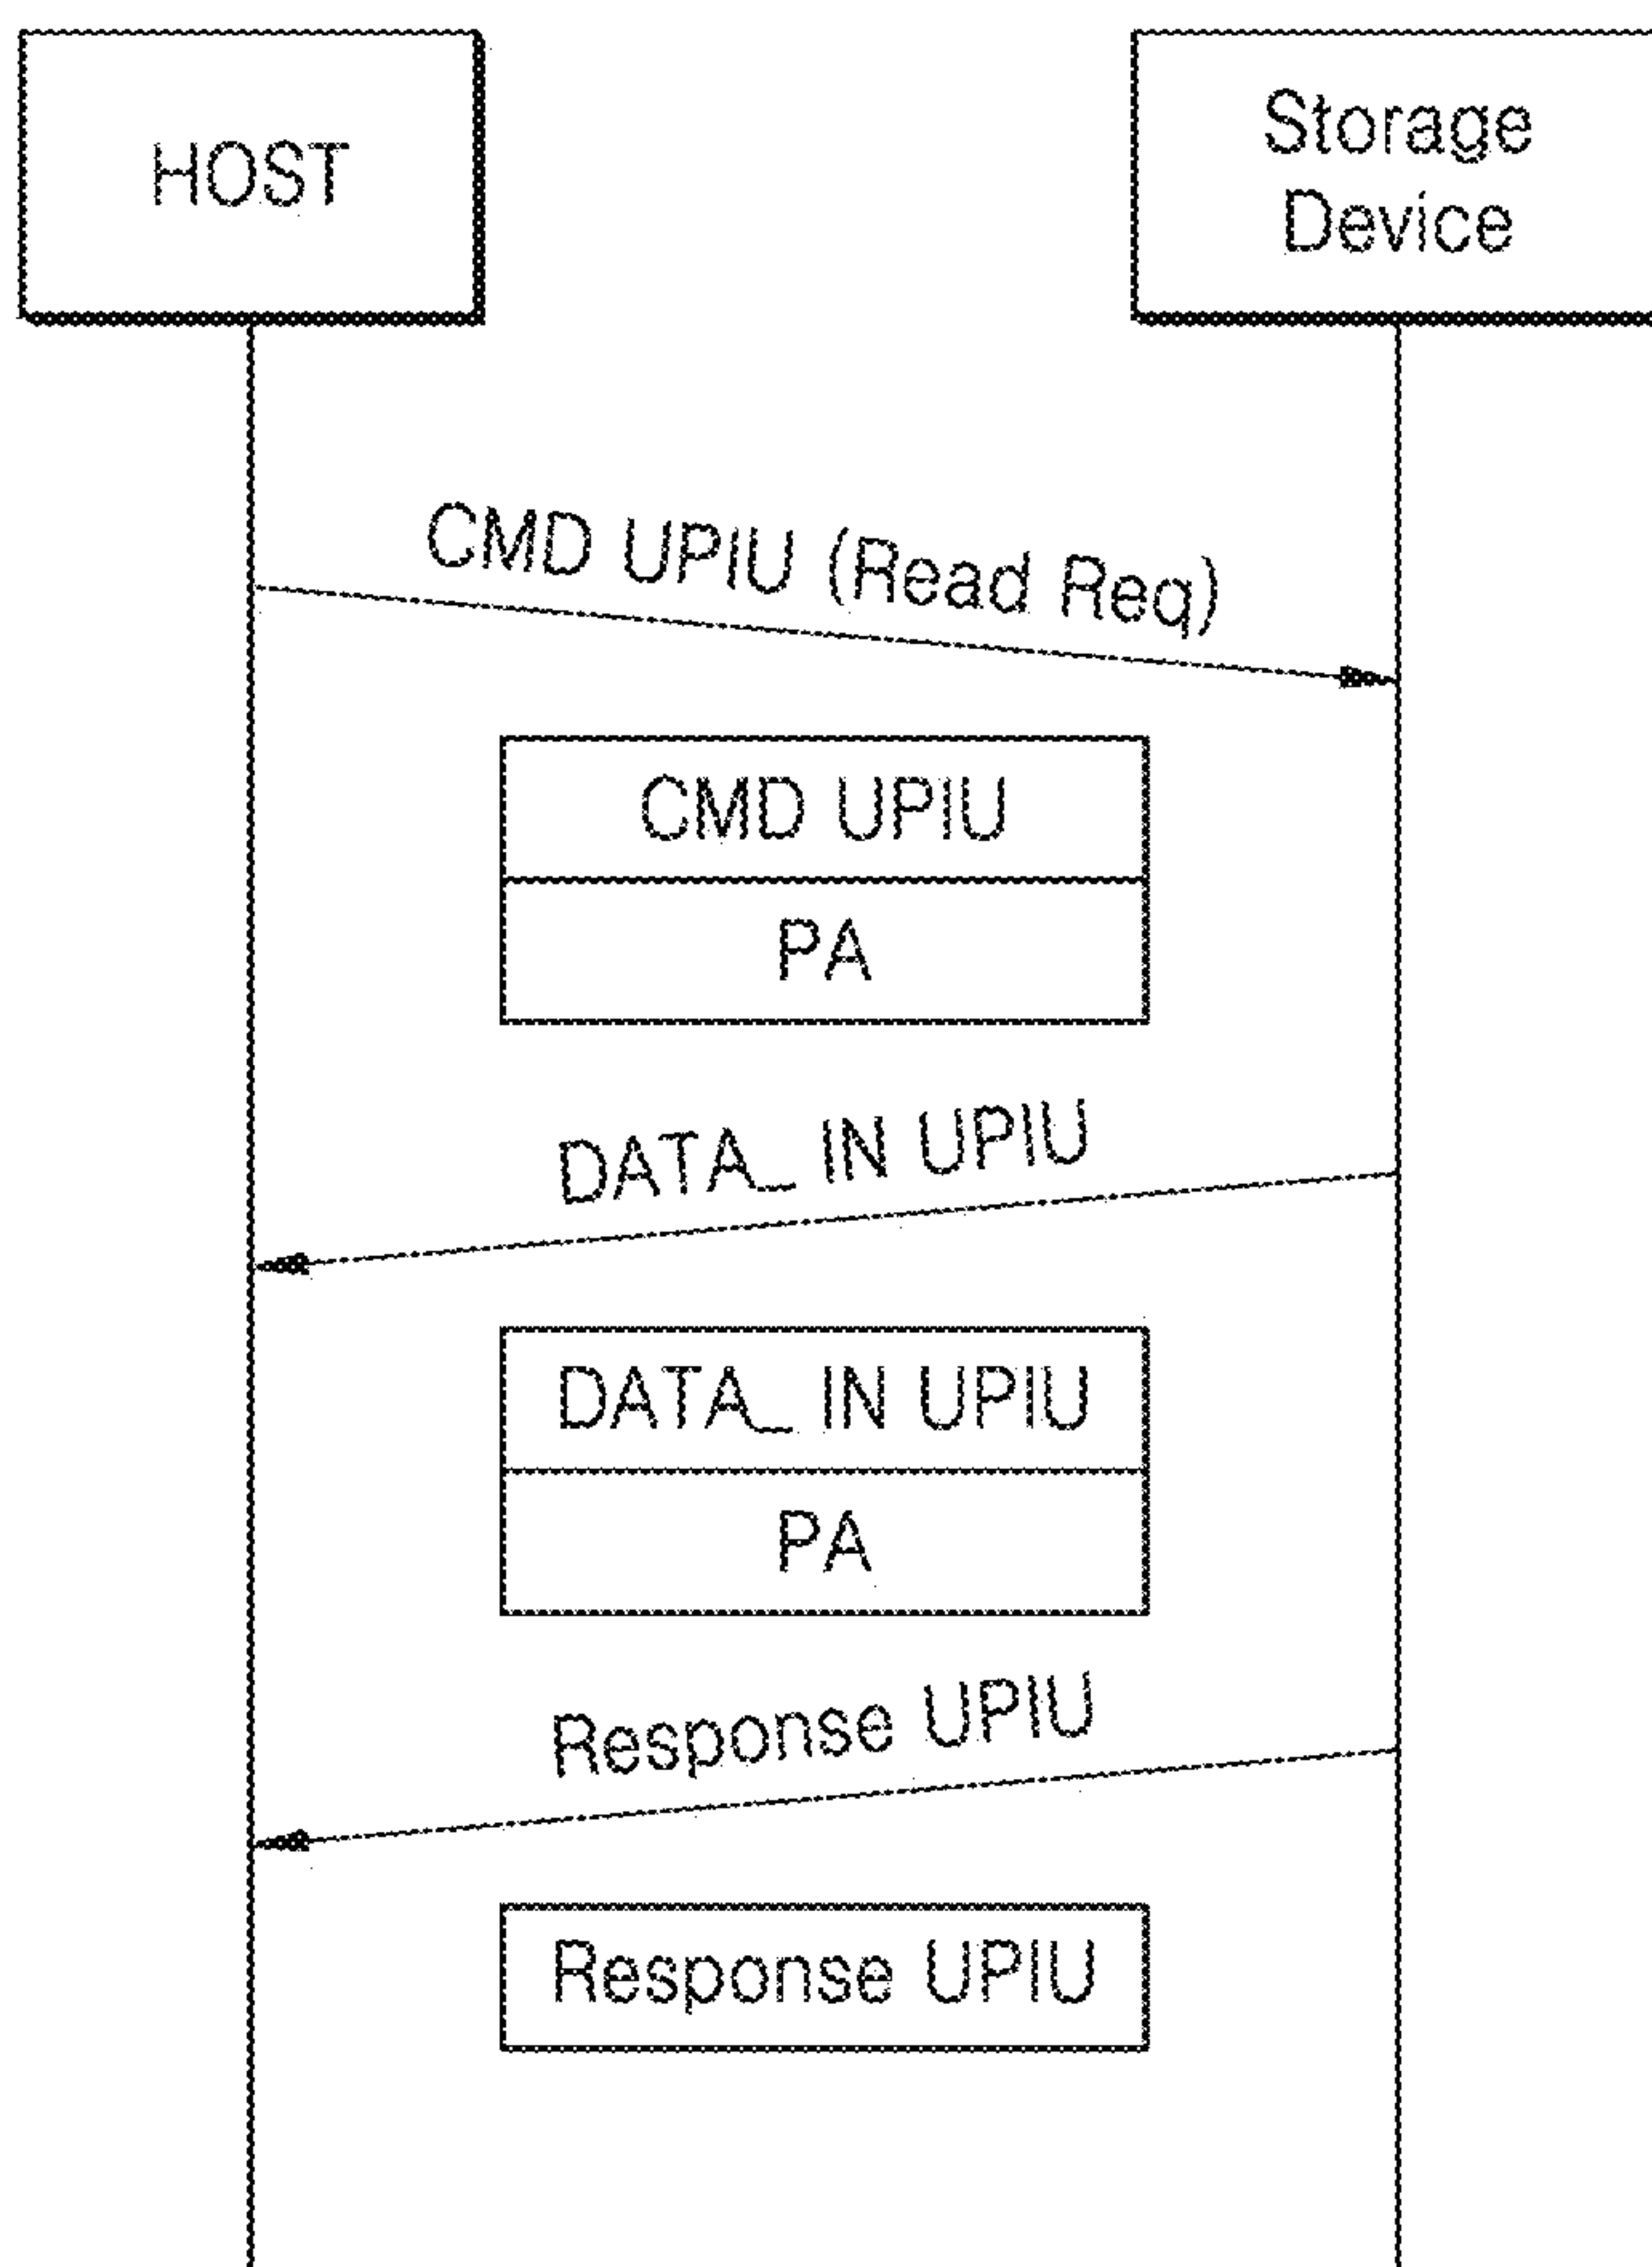 HOST
Storage
Device
CMD UPIU (Read Req)
CMD UPIU
PA
DATA_ IN UPIU
DATA_ IN UPIU
PA
Response UPIU
Response UPIU